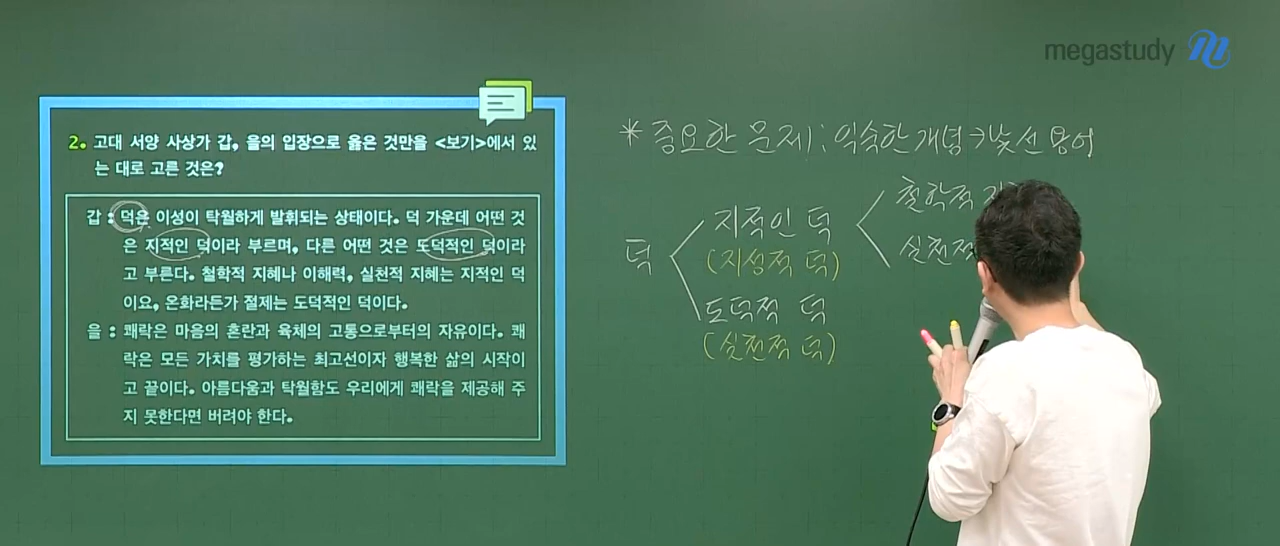 megastudy
2. 고대 서양 사상가 갑, 을의 입장으로 옳은 것만을 <보기>에서 있
는 대로 고른 것은?
갑 : 덕은 이성이 탁월하게 발휘되는 상태이다. 덕 가운데 어떤 것
은 지적인 덕이라 부르며, 다른 어떤 것은 도덕적인 덕이라
고 부른다. 철학적 지혜나 이해력, 실천적 지혜는 지적인 덕
이요, 온화라든가 절제는 도덕적인 덕이다.
을 : 쾌락은 마음의 혼란과 육체의 고통으로부터의 자유이다. 쾌
락은 모든 가치를 평가하는 최고선이자 행복한 삶의 시작이
고 끝이다. 아름다움과 탁월함도 우리에게 쾌락을 제공해 주
지 못한다면 버려야 한다.
* 중요한 문제 : 익숙한 개념 → 낯선 용어
덕
지적인 덕
(지성적 덕)
도덕적 덕
(실천적 덕)
철학적
실천적